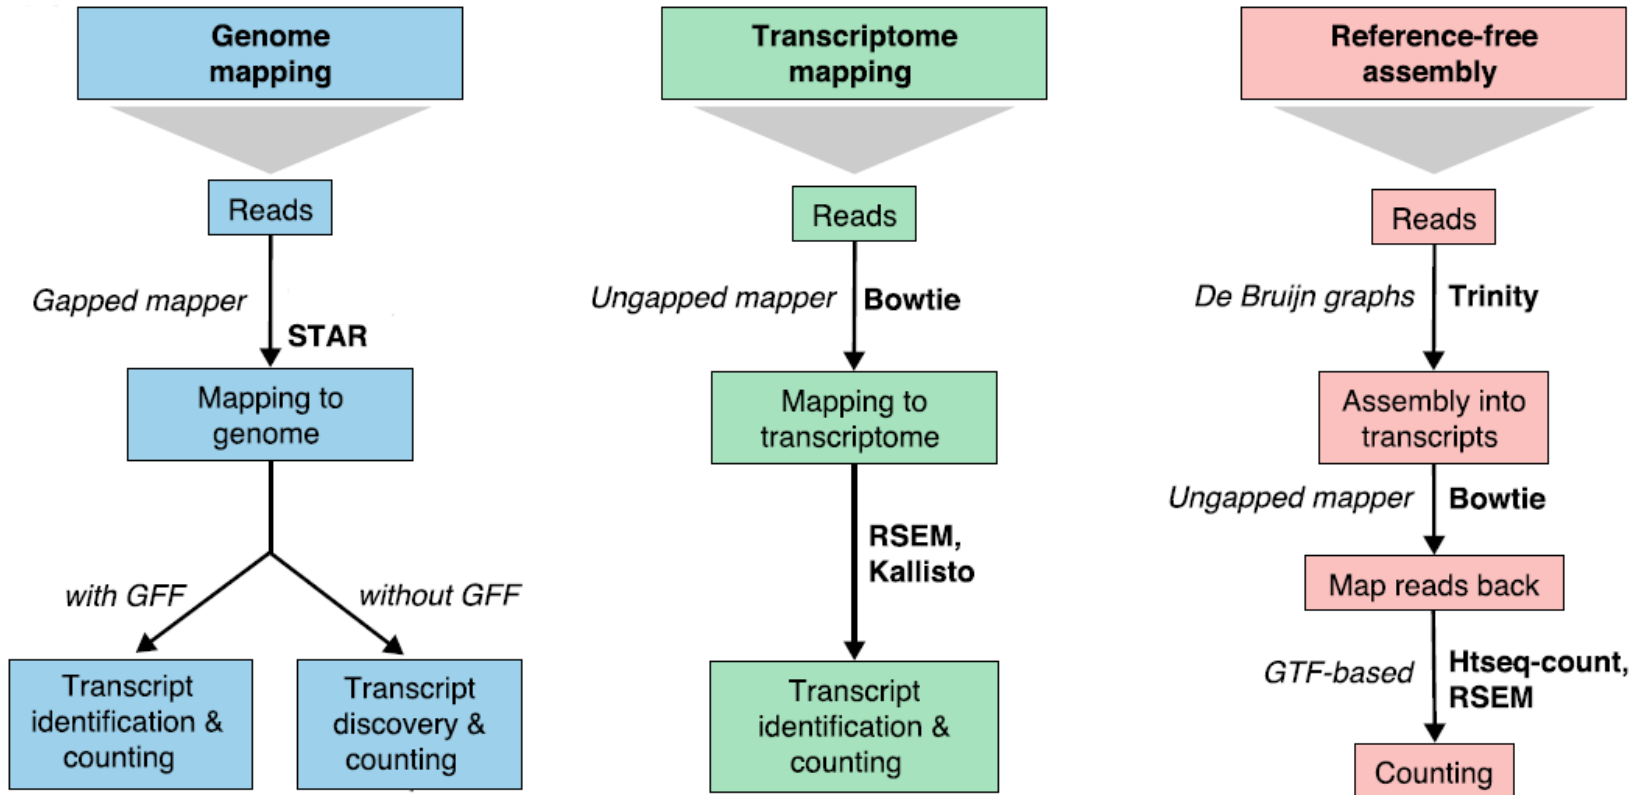 Genome
mapping
Reads
Gapped mapper
STAR
Mapping to
genome
with GFF
without GFF
Transcript
identification &
counting
Transcript
discovery &
counting
Transcriptome
mapping
Reads
Ungapped mapper
Bowtie
Mapping to
transcriptome
RSEM,
Kallisto
Transcript
identification &
counting
Reference-free
assembly
Reads
De Bruijn graphs
Trinity
Assembly into
transcripts
Ungapped mapper
Bowtie
Map reads back
GTF-based
Htseq-count,
RSEM
Counting